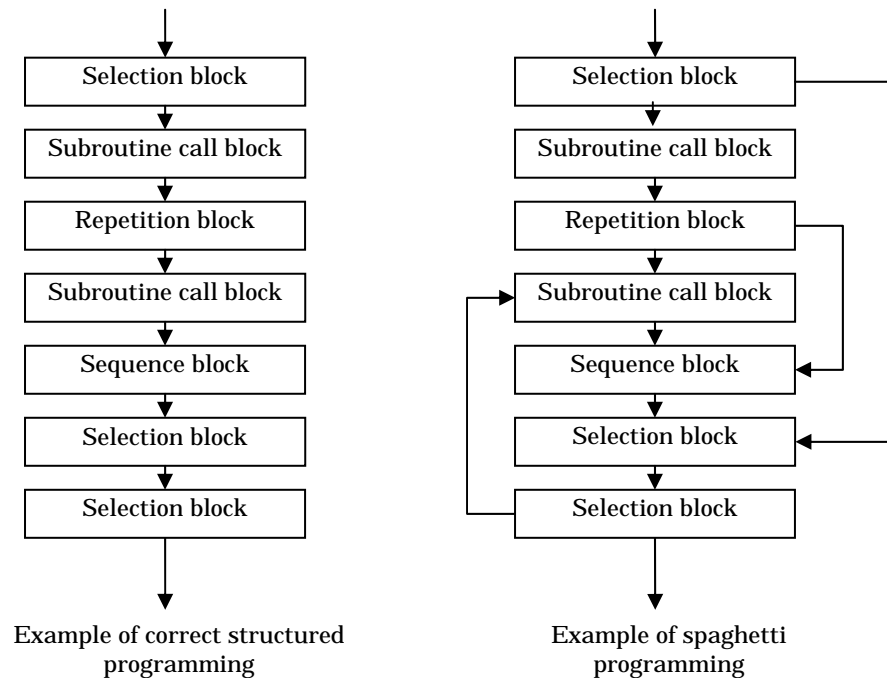 Selection block
Subroutine call block
Repetition block
Subroutine call block
Sequence block
Selection block
Selection block
Example of correct structured
programming
Selection block
Subroutine call block
Repetition block
Subroutine call block
Sequence block
Selection block
Selection block
Example of spaghetti
programming